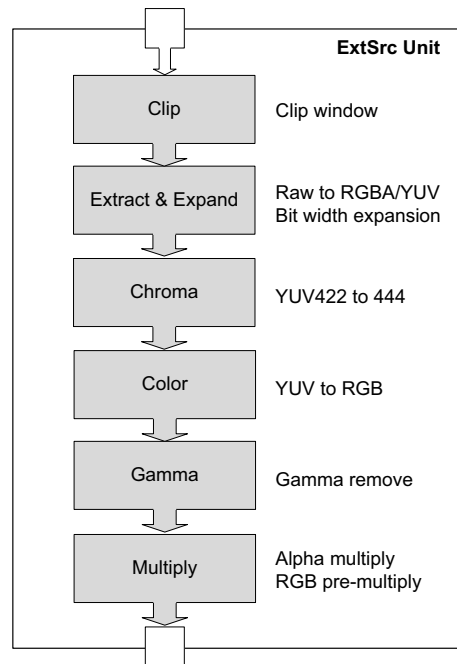 ExtSrc Unit
Clip
Clip window
Extract & Expand
Raw to RGBA/YUV
Bit width expansion
Chroma
YUV422 to 444
Color
YUV to RGB
Gamma
Gamma remove
Multiply
Alpha multiply
RGB pre-multiply